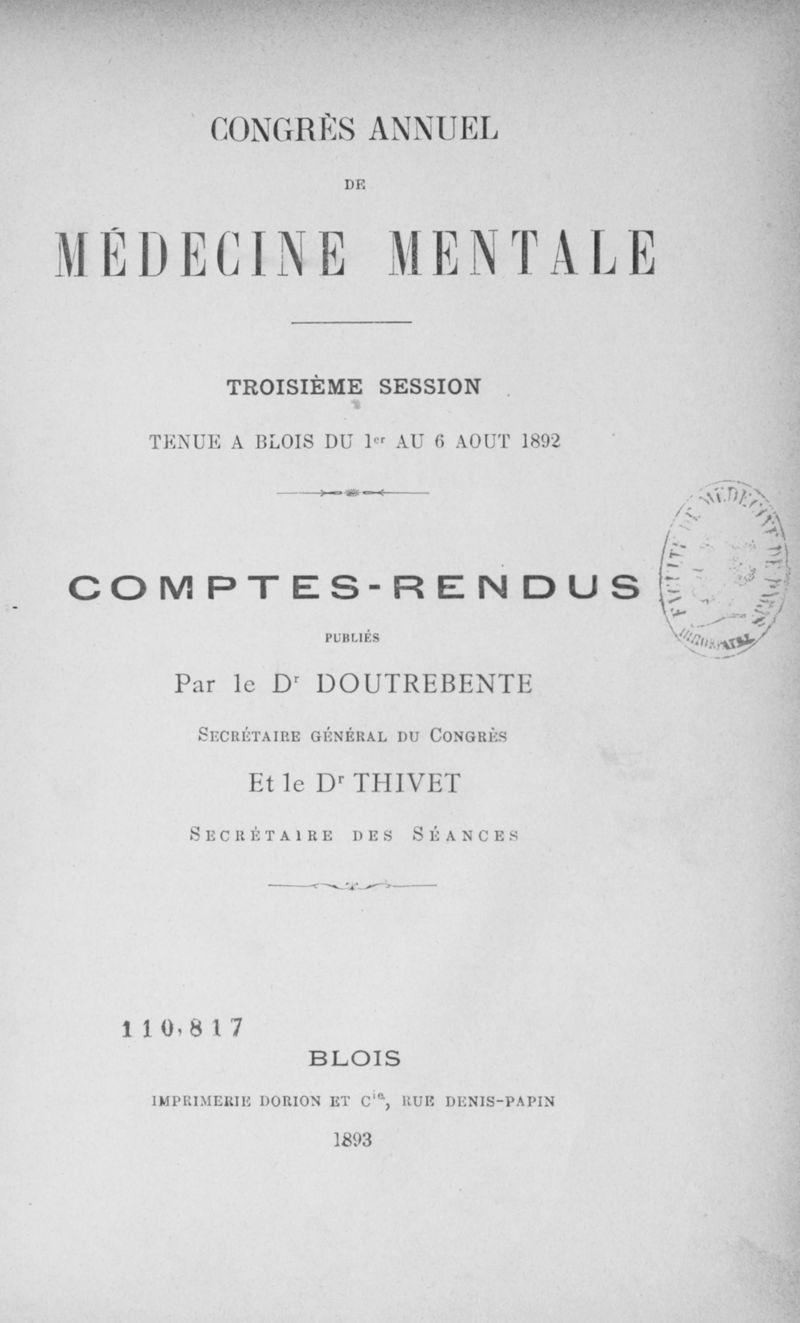 CONGRÈS ANNUEL
DE
MÉDECINE MENTALE
TROISIÈME SESSION
TENUE A BLOIS DU 1er AU 6 AOUT 1892
COMPTES-RENDUS
PUBLIÉS
Par le Dr DOUTREBENTE
SECRÉTAIRE GÉNÉRAL DU CONGRÈS
Et le Dr THIVET
SECRÉTAIRE DES SÉANCES
110,817
BLOIS
IMPRIMERIE DORION ET Cie, RUE DENIS-PAPIN
1893